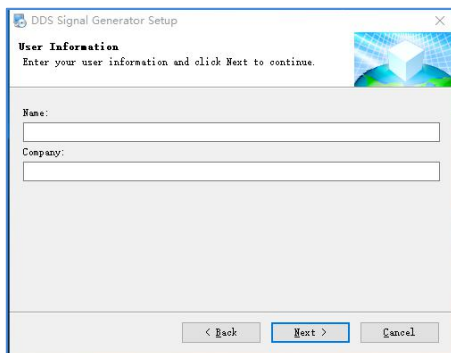 DDS Signal Generator Setup
User Information
Enter your user information and click Next to continue.
Name:
Company:
< Back
Next >
Cancel